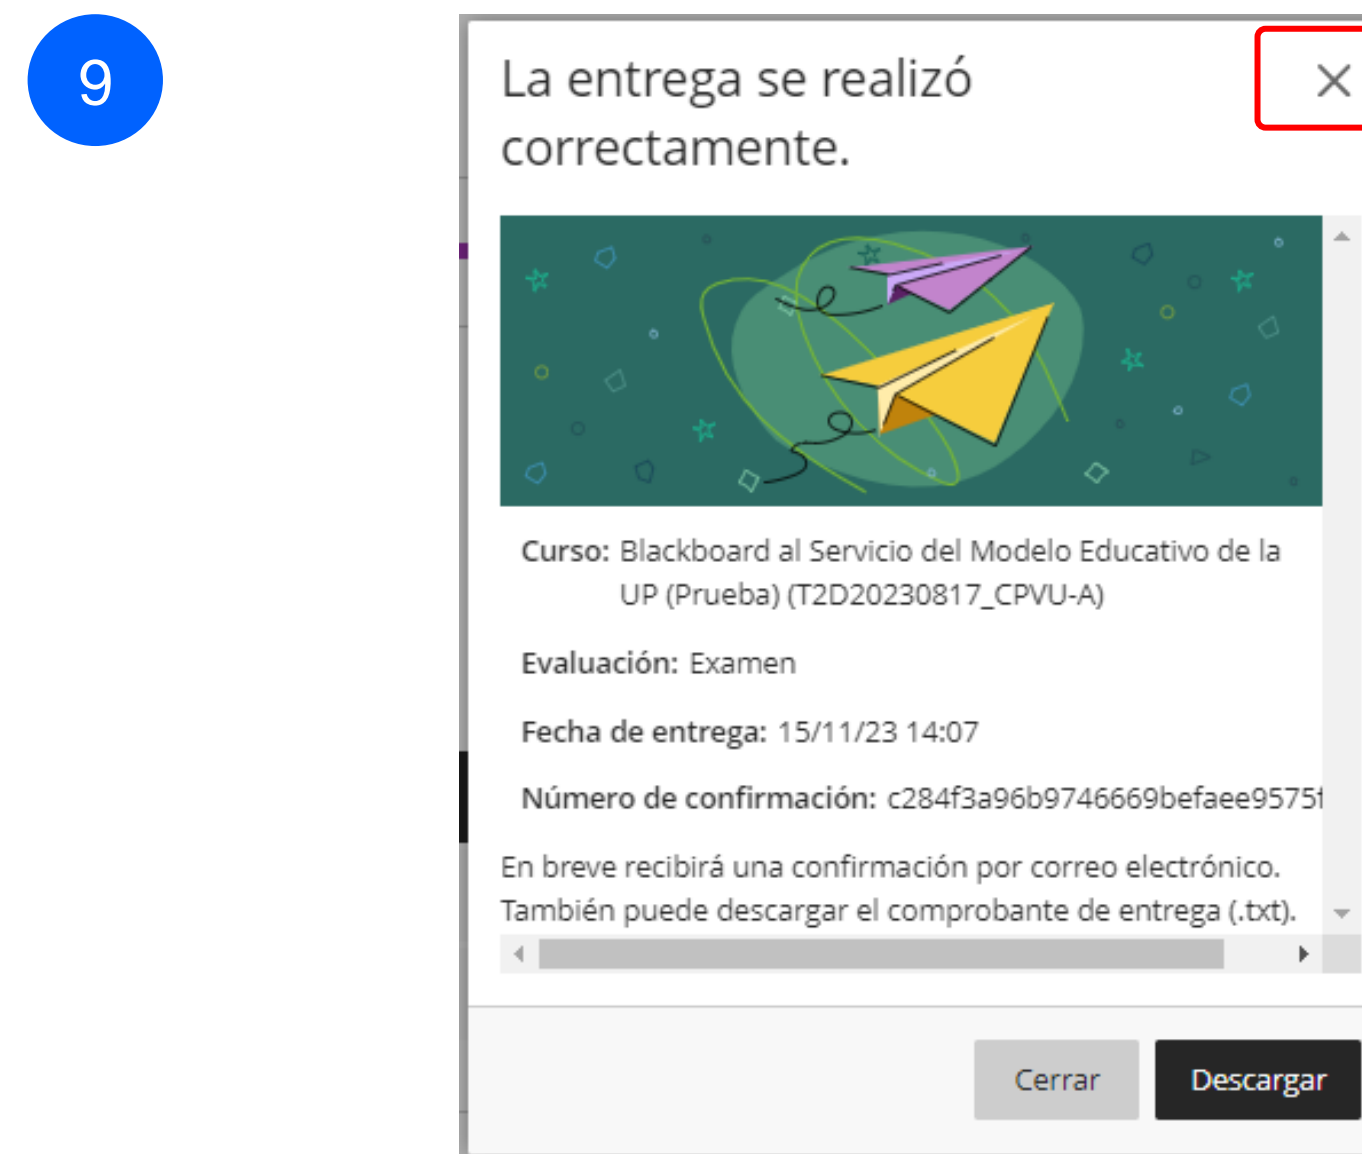 9
La entrega se realizó
correctamente.
Curso: Blackboard al Servicio del Modelo Educativo de la
UP (Prueba) (T2D20230817_CPVU-A)
Evaluación: Examen
Fecha de entrega: 15/11/23 14:07
Número de confirmación: c284f3a96b9746669befaee9575f
En breve recibirá una confirmación por correo electrónico.
También puede descargar el comprobante de entrega (.txt).
Cerrar
Descargar